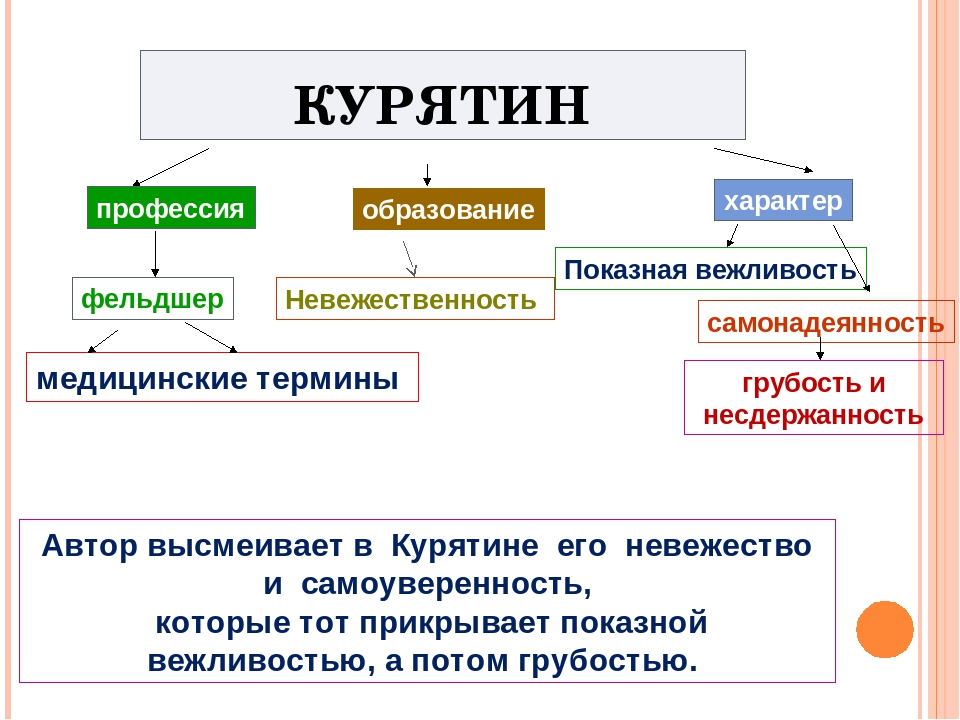 КУРЯТИН
профессия
образование
характер
Показная вежливость
фельдшер
Невежественность
самонадеянность
медицинские термины
грубость и
несдержанность
Автор высмеивает в Курятине его невежество
и самоуверенность,
которые тот прикрывает показной
вежливостью, а потом грубостью.